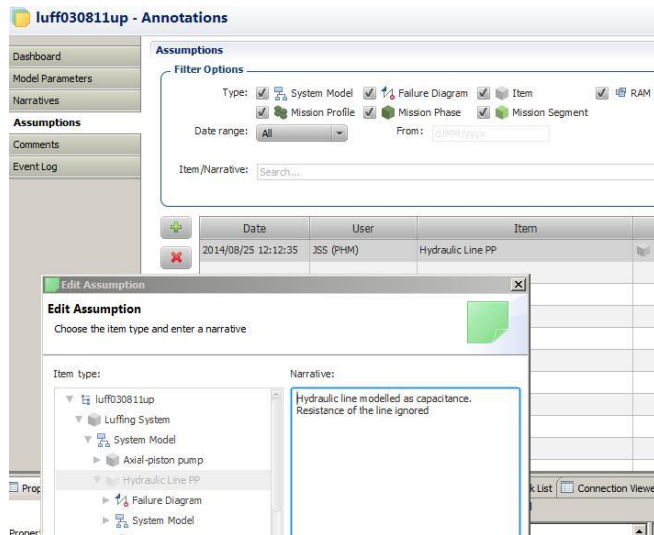 luff030811up - Annotations
Dashboard
Model Parameters
Narratives
Assumptions
Comments
Event Log
Assumptions
Filter Options
Type: System Model Failure Diagram Item RAM
Mission Profile Mission Phase Mission Segment
Date range: All From: d/MM/yyyy
Item/Narrative: Search...
Date User Item
2014/08/25 12:12:35 JSS (PHM) Hydraulic Line PP
Edit Assumption
Edit Assumption
Choose the item type and enter a narrative
Item type:
luff030811up
Luffing System
System Model
Axial-piston pump
Hydraulic Line PP
Failure Diagram
System Model
Narrative:
Hydraulic line modelled as capacitance.
Resistance of the line ignored
Prop
k List Connection Viewe
Proper